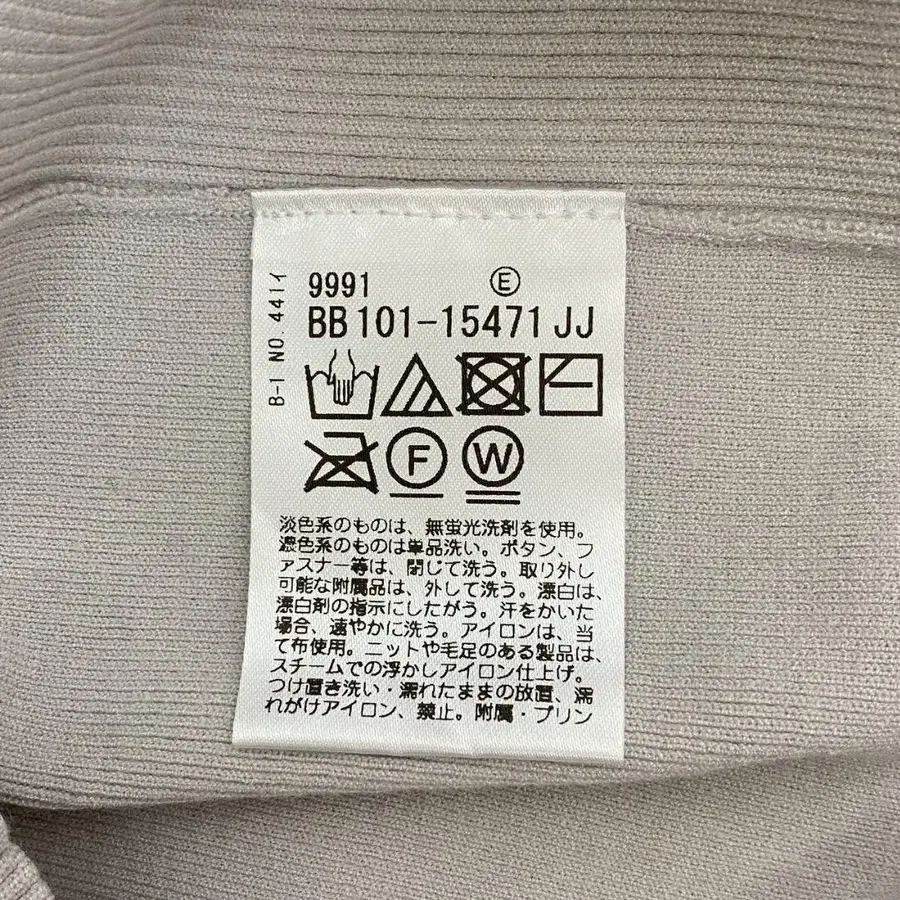 9991 E
BB101-15471JJ
B-1 NO.441イ
F W
淡色系のものは、無蛍光洗剤を使用。
濃色系のものは単品洗い。ボタン、フ
ァスナー等は、閉じて洗う。取り外し
可能な附属品は、外して洗う。漂白は、
漂白剤の指示にしたがう。汗をかいた
場合、速やかに洗う。アイロンは、当
て布使用。ニットや毛足のある製品は、
スチームでの浮かしアイロン仕上げ。
つけ置き洗い・濡れたままの放置、濡
れがけアイロン、禁止。附属・プリン